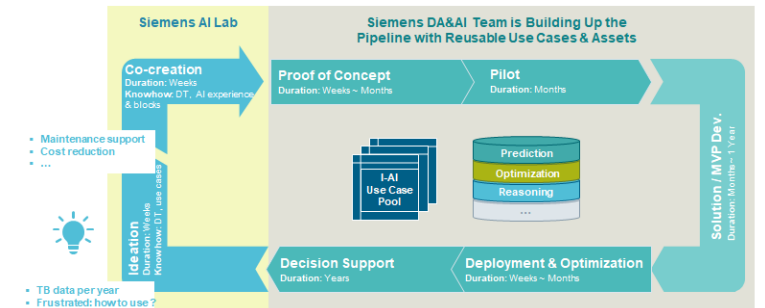 Siemens AI Lab
Siemens DA&AI Team is Building Up the
Pipeline with Reusable Use Cases & Assets
Co-creation
Duration: Weeks
Knowhow: DT, AI experience
& blocks
Proof of Concept
Duration: Weeks ~ Months
Pilot
Duration: Months
Solution / MVP Dev.
Duration: Months ~ 1 Year
▪ Maintenance support
▪ Cost reduction
▪ ...
I-AI
Use Case
Pool
Prediction
Optimization
Reasoning
...
Ideation
Duration: Weeks
Knowhow: DT, use cases
Decision Support
Duration: Years
Deployment & Optimization
Duration: Weeks ~ Months
▪ TB data per year
▪ Frustrated: how to use ?